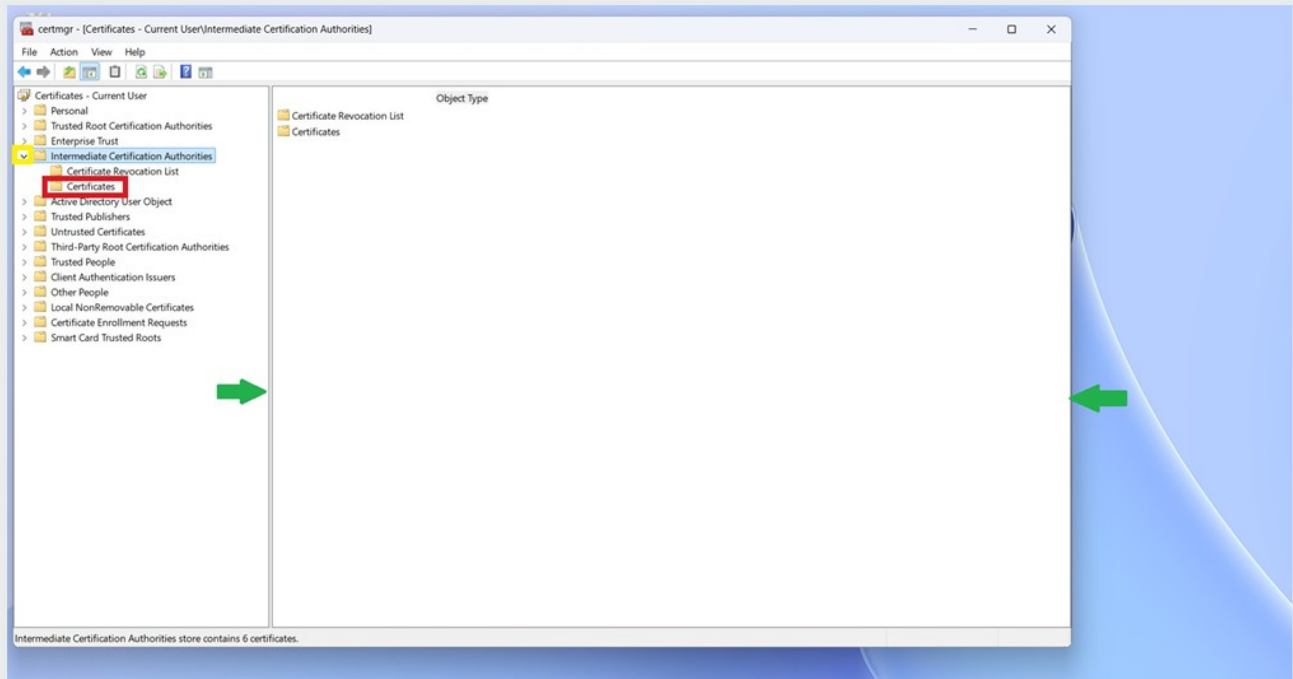 certmgr - [Certificates - Current User\Intermediate Certification Authorities]
File Action View Help
Certificates - Current User
Personal
Trusted Root Certification Authorities
Enterprise Trust
Intermediate Certification Authorities
Certificate Revocation List
Certificates
Active Directory User Object
Trusted Publishers
Untrusted Certificates
Third-Party Root Certification Authorities
Trusted People
Client Authentication Issuers
Other People
Local NonRemovable Certificates
Certificate Enrollment Requests
Smart Card Trusted Roots
Object Type
Certificate Revocation List
Certificates
Intermediate Certification Authorities store contains 6 certificates.